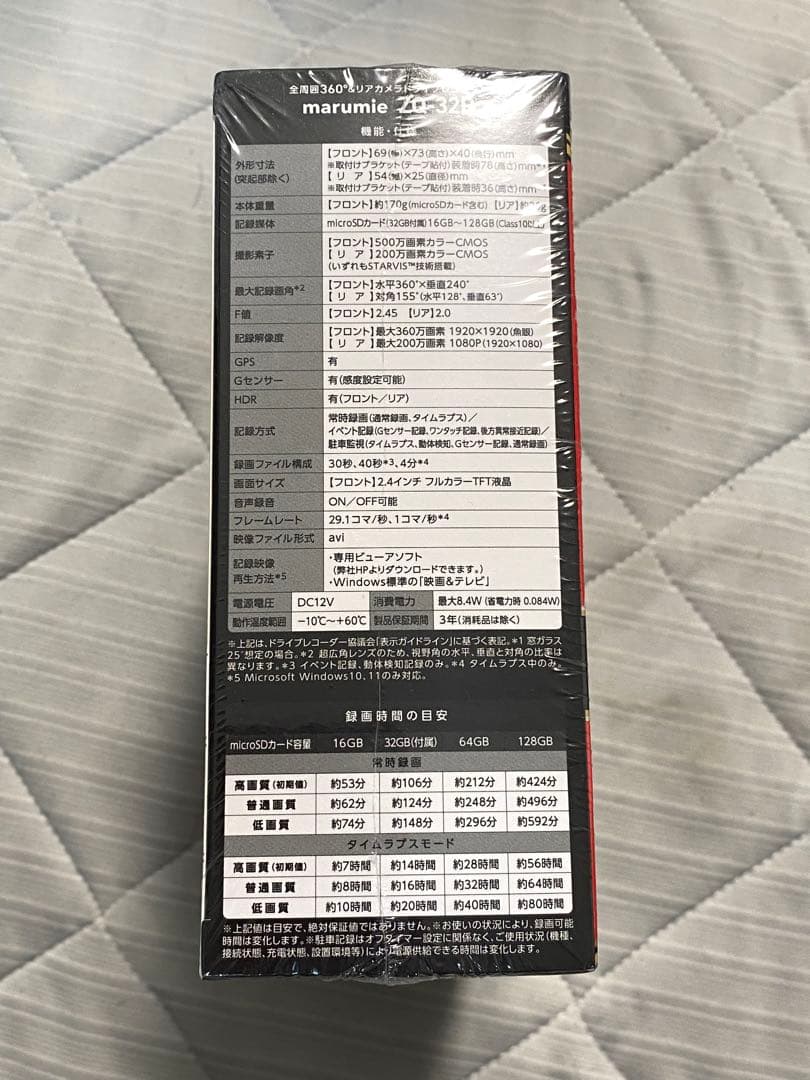 全周囲360°&リアカメラ
marumie ZQ-32
機能・仕様
外形寸法
(突起部除く)
【フロント】69(幅)×73(高さ)×40(奥行)mm
※取付けブラケット(テープ貼付)装着時78(高さ)mm*1
【 リ ア 】54(幅)×25(直径)mm
※取付けブラケット(テープ貼付)装着時36(高さ)mm*1
本体重量 【フロント】約170g(microSDカード含む) 【リア】約
記録媒体 microSDカード(32GB付属)16GB〜128GB(Class10以上)
撮影素子
【フロント】500万画素カラーCMOS
【 リ ア 】200万画素カラーCMOS
(いずれもSTARVIS™技術搭載)
最大記録画角*2
【フロント】水平360°×垂直240°
【 リ ア 】対角155°(水平128°、垂直63°)
F値 【フロント】2.45 【リア】2.0
記録解像度
【フロント】最大360万画素 1920×1920(魚眼)
【 リ ア 】最大200万画素 1080P(1920×1080)
GPS 有
Gセンサー 有(感度設定可能)
HDR 有(フロント/リア)
記録方式
常時録画(通常録画、タイムラプス)/
イベント記録(Gセンサー記録、ワンタッチ記録、後方異常接近記録)/
駐車監視(タイムラプス、動体検知、Gセンサー記録、通常録画)
録画ファイル構成 30秒、40秒*3、4分*4
画面サイズ 【フロント】2.4インチ フルカラーTFT液晶
音声録音 ON/OFF可能
フレームレート 29.1コマ/秒、1コマ/秒*4
映像ファイル形式 avi
記録映像
再生方法*5
・専用ビューアソフト
(弊社HPよりダウンロードできます。)
・Windows標準の「映画&テレビ」
電源電圧 DC12V 消費電力 最大8.4W (省電力時 0.084W)
動作温度範囲 −10℃〜+60℃ 製品保証期間 3年(消耗品は除く)
※上記は、ドライブレコーダー協議会「表示ガイドライン」に基づく表記。*1 窓ガラス
25°想定の場合。*2 超広角レンズのため、視野角の水平、垂直と対角の比率は
異なります。*3 イベント記録、動体検知記録のみ。*4 タイムラプス中のみ。
*5 Microsoft Windows10、11のみ対応。
録画時間の目安
microSDカード容量 16GB 32GB(付属) 64GB 128GB
常時録画
高画質(初期値) 約53分 約106分 約212分 約424分
普通画質 約62分 約124分 約248分 約496分
低画質 約74分 約148分 約296分 約592分
タイムラプスモード
高画質(初期値) 約7時間 約14時間 約28時間 約56時間
普通画質 約8時間 約16時間 約32時間 約64時間
低画質 約10時間 約20時間 約40時間 約80時間
※上記値は目安で、絶対保証値ではありません。※お使いの状況により、録画可能
時間は変化します。※駐車記録はオフタイマー設定に関係なく、ご使用状況(機種、
接続状態、充電状態、設置環境等)により電源供給できる時間は変化します。